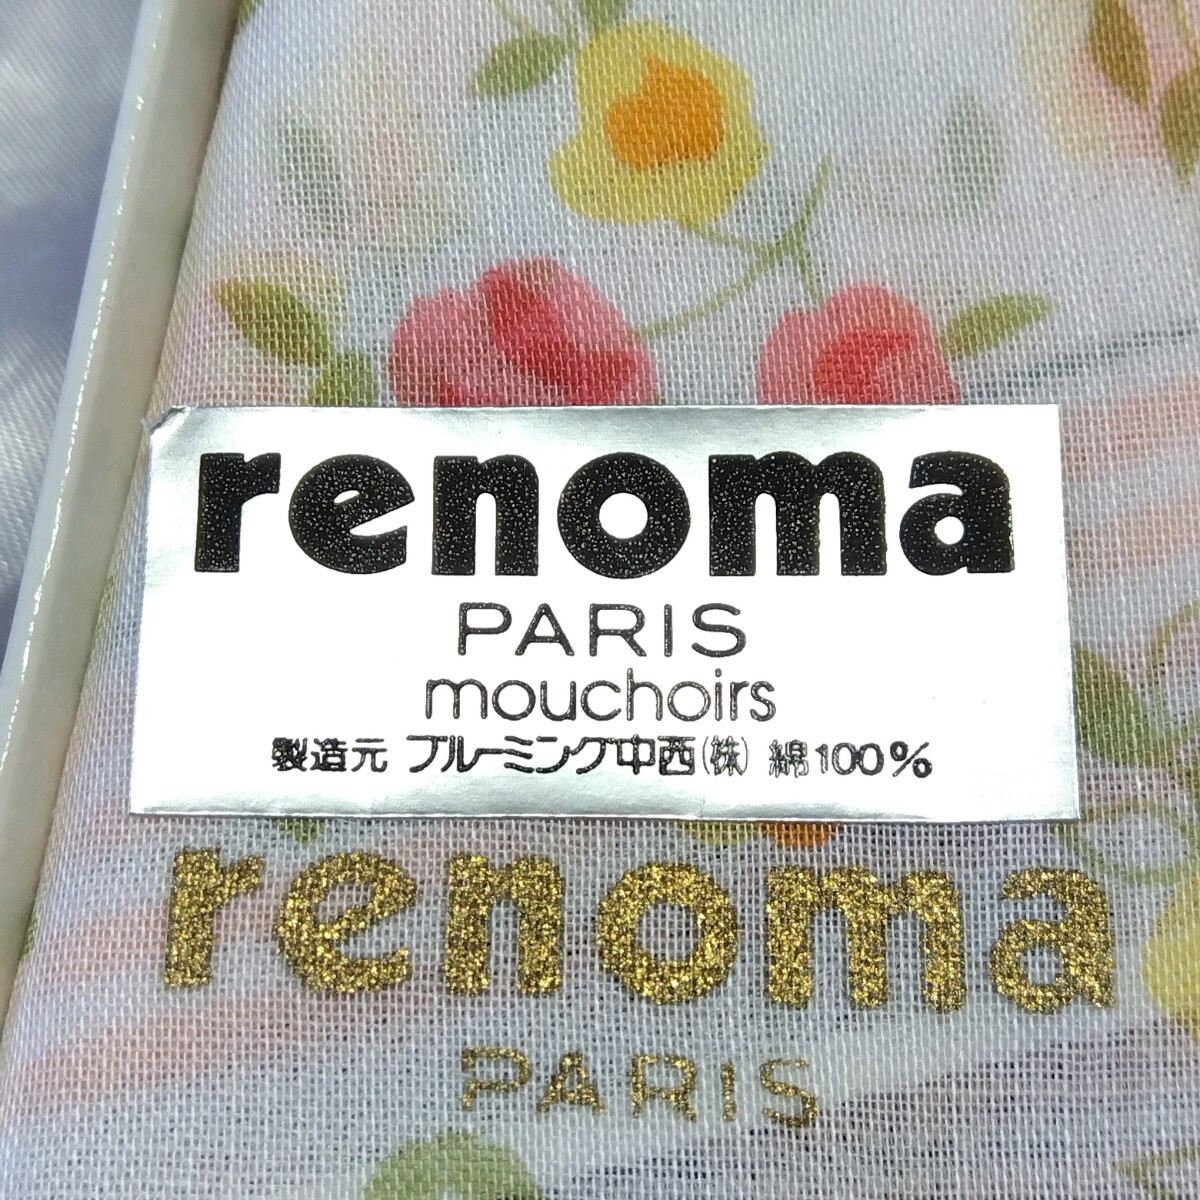 renoma
PARIS
mouchoirs
製造元 ブルーミング中西(株) 綿100%
renoma
PARIS